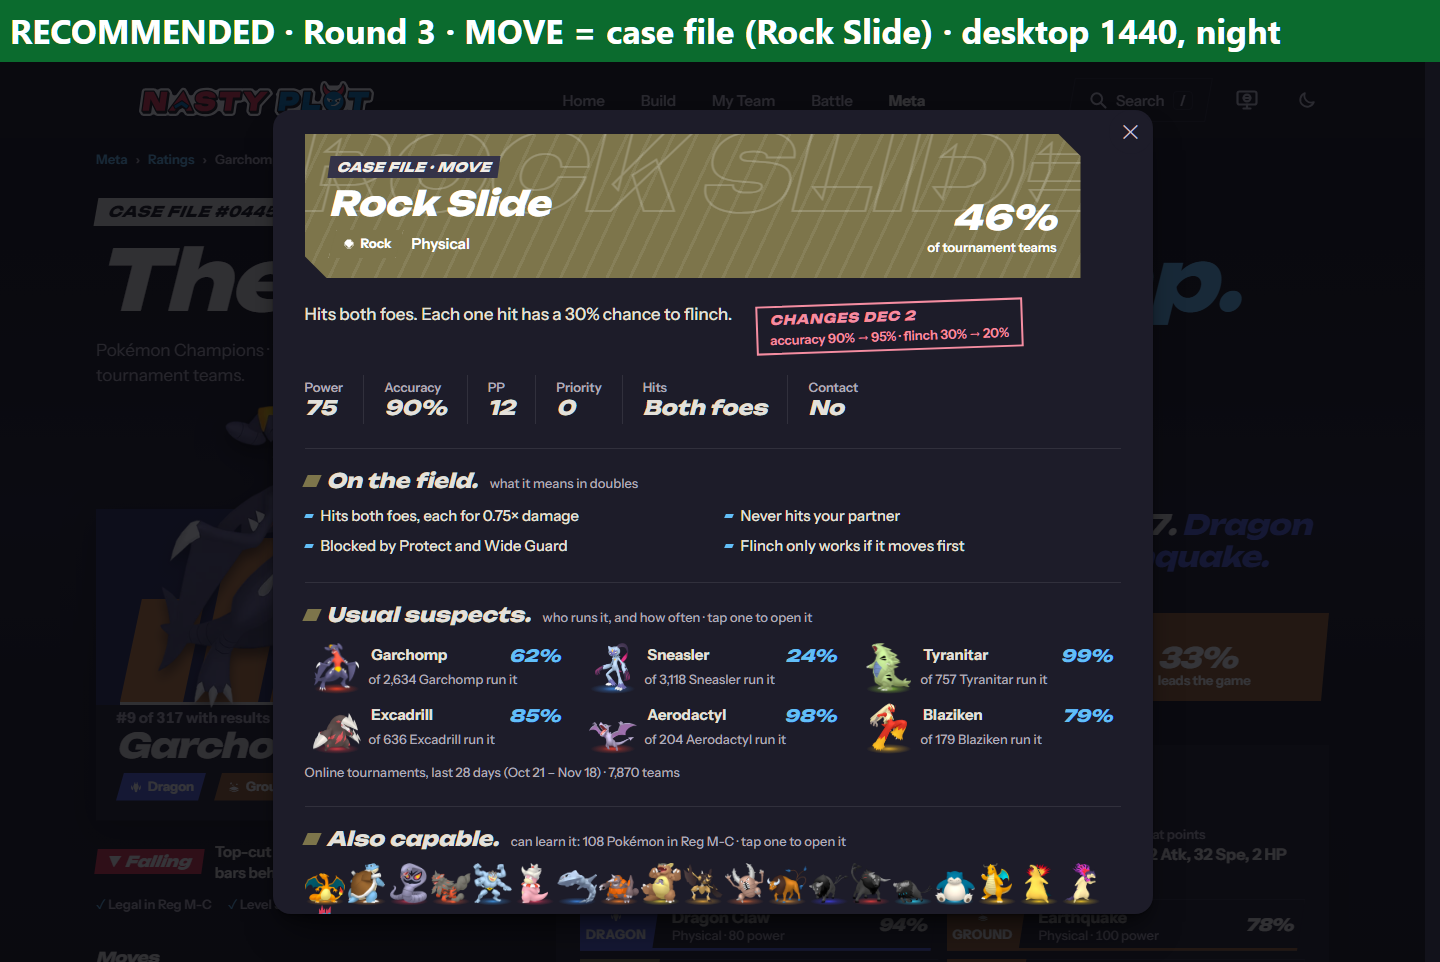 RECOMMENDED · Round 3 · MOVE = case file (Rock Slide) · desktop 1440, night
NASTY PLOT
Home Build My Team Battle Meta
Search /
Meta › Ratings › Garchom
CASE FILE #0445
The
p.
Pokémon Champions ·
tournament teams.
ROCK SLIDE
CASE FILE · MOVE
Rock Slide
Rock Physical
46%
of tournament teams
Hits both foes. Each one hit has a 30% chance to flinch.
CHANGES DEC 2
accuracy 90% → 95% · flinch 30% → 20%
Power Accuracy PP Priority Hits Contact
75 90% 12 0 Both foes No
On the field. what it means in doubles
Hits both foes, each for 0.75× damage
Never hits your partner
Blocked by Protect and Wide Guard
Flinch only works if it moves first
7. Dragon
quake.
Usual suspects. who runs it, and how often · tap one to open it
Garchomp 62%
of 2,634 Garchomp run it
Sneasler 24%
of 3,118 Sneasler run it
Tyranitar 99%
of 757 Tyranitar run it
Excadrill 85%
of 636 Excadrill run it
Aerodactyl 98%
of 204 Aerodactyl run it
Blaziken 79%
of 179 Blaziken run it
Online tournaments, last 28 days (Oct 21 – Nov 18) · 7,870 teams
33%
leads the game
#9 of 317 with results
Garcho
Dragon Grou
Also capable. can learn it: 108 Pokémon in Reg M-C · tap one to open it
at points
2 Atk, 32 Spe, 2 HP
▼ Falling
Top-cut
bars beh
✓ Legal in Reg M-C ✓ Level
Moves
DRAGON
Dragon Claw
Physical · 80 power
94%
GROUND
Earthquake
Physical · 100 power
78%